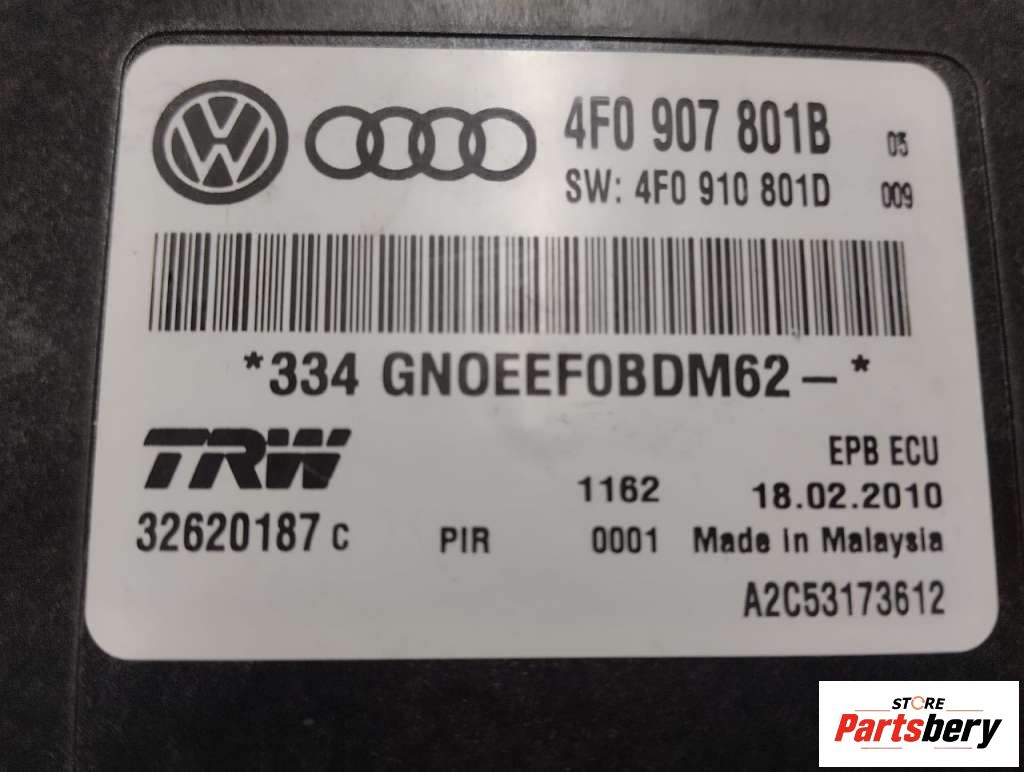 4F0 907 801B 05
SW: 4F0 910 801D 009
*334 GN0EEF0BDM62-*
TRW
EPB ECU
1162 18.02.2010
32620187 C PIR 0001 Made in Malaysia
A2C53173612
STORE
Partsbery